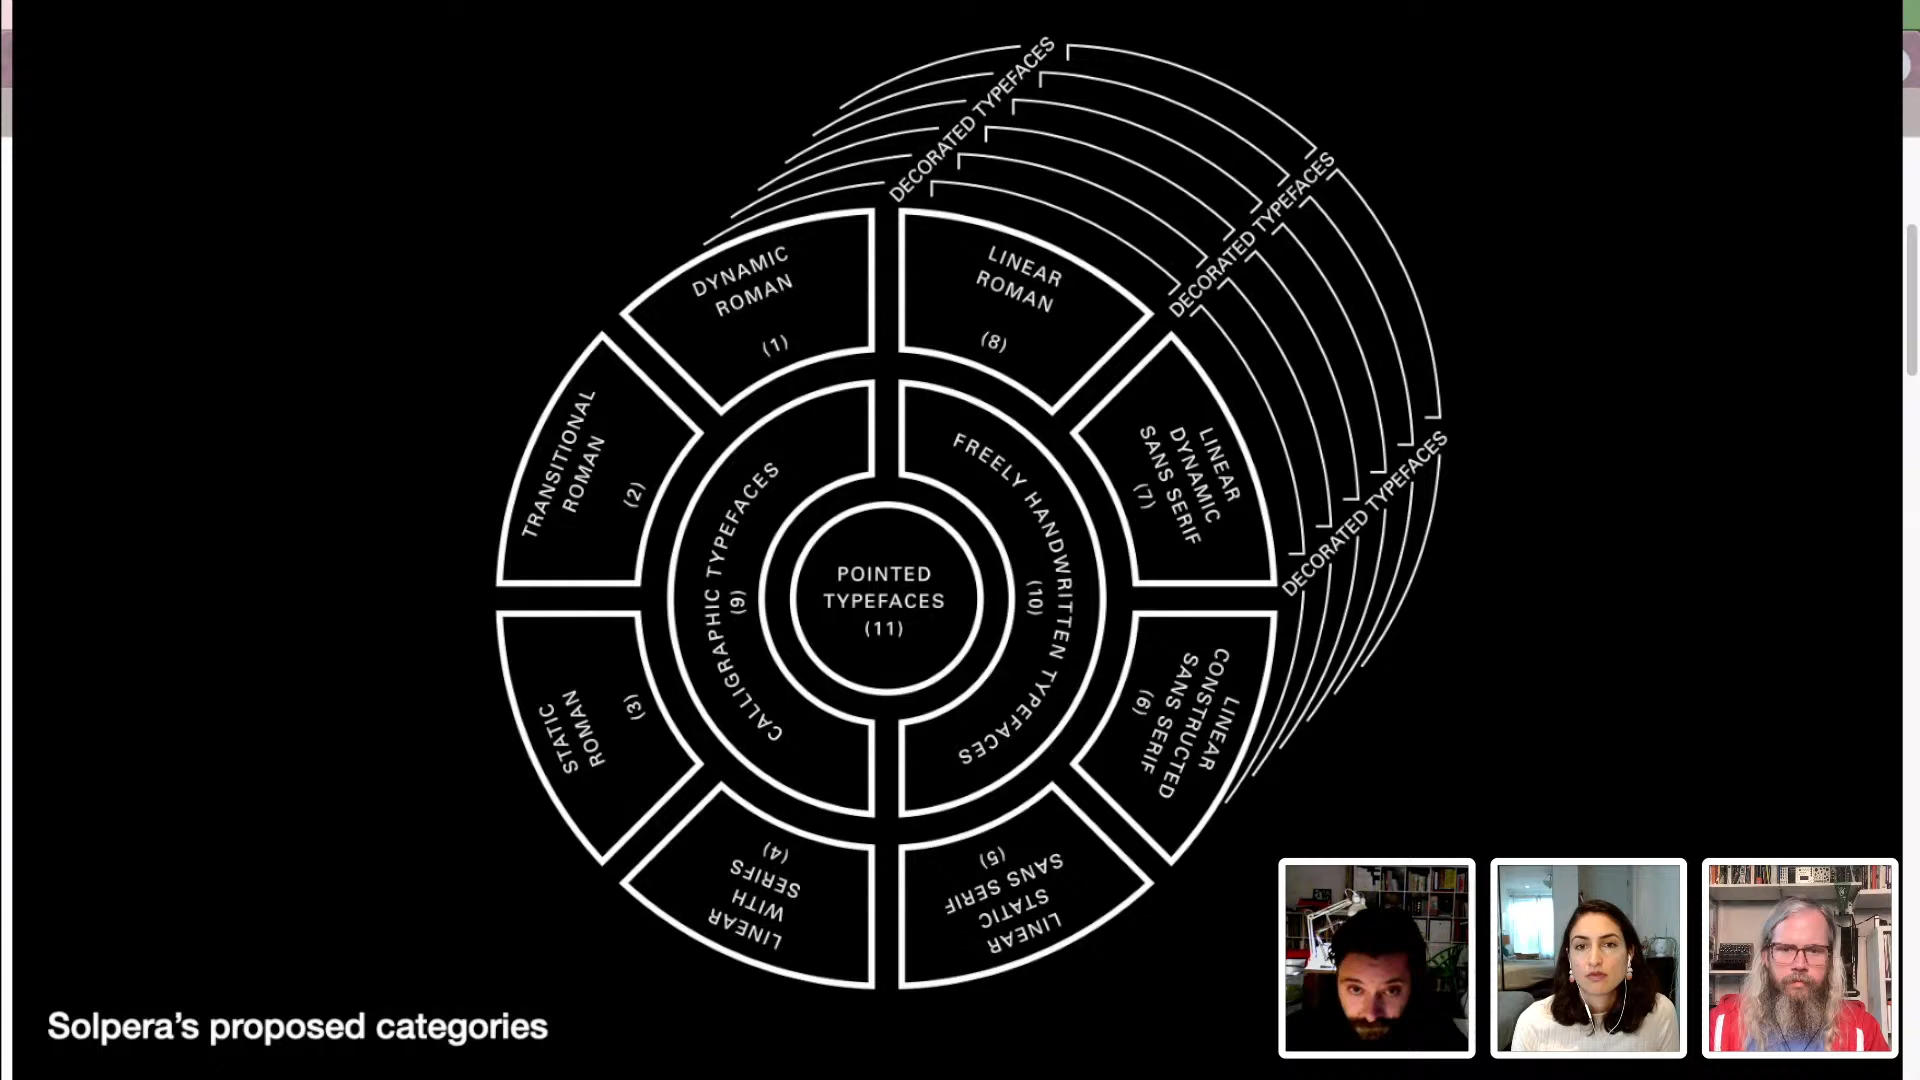 DECORATED TYPEFACES
DECORATED TYPEFACES
DECORATED TYPEFACES
DYNAMIC
ROMAN
(1)
LINEAR
ROMAN
(8)
TRANSITIONAL
ROMAN
(2)
LINEAR
DYNAMIC
SANS SERIF
(7)
CALLIGRAPHIC TYPEFACES
(9)
FREELY HANDWRITTEN TYPEFACES
(10)
POINTED
TYPEFACES
(11)
STATIC
ROMAN
(3)
LINEAR
CONSTRUCTED
SANS SERIF
(6)
LINEAR
WITH
SERIFS
(4)
LINEAR
STATIC
SANS SERIF
(5)
Solpera’s proposed categories